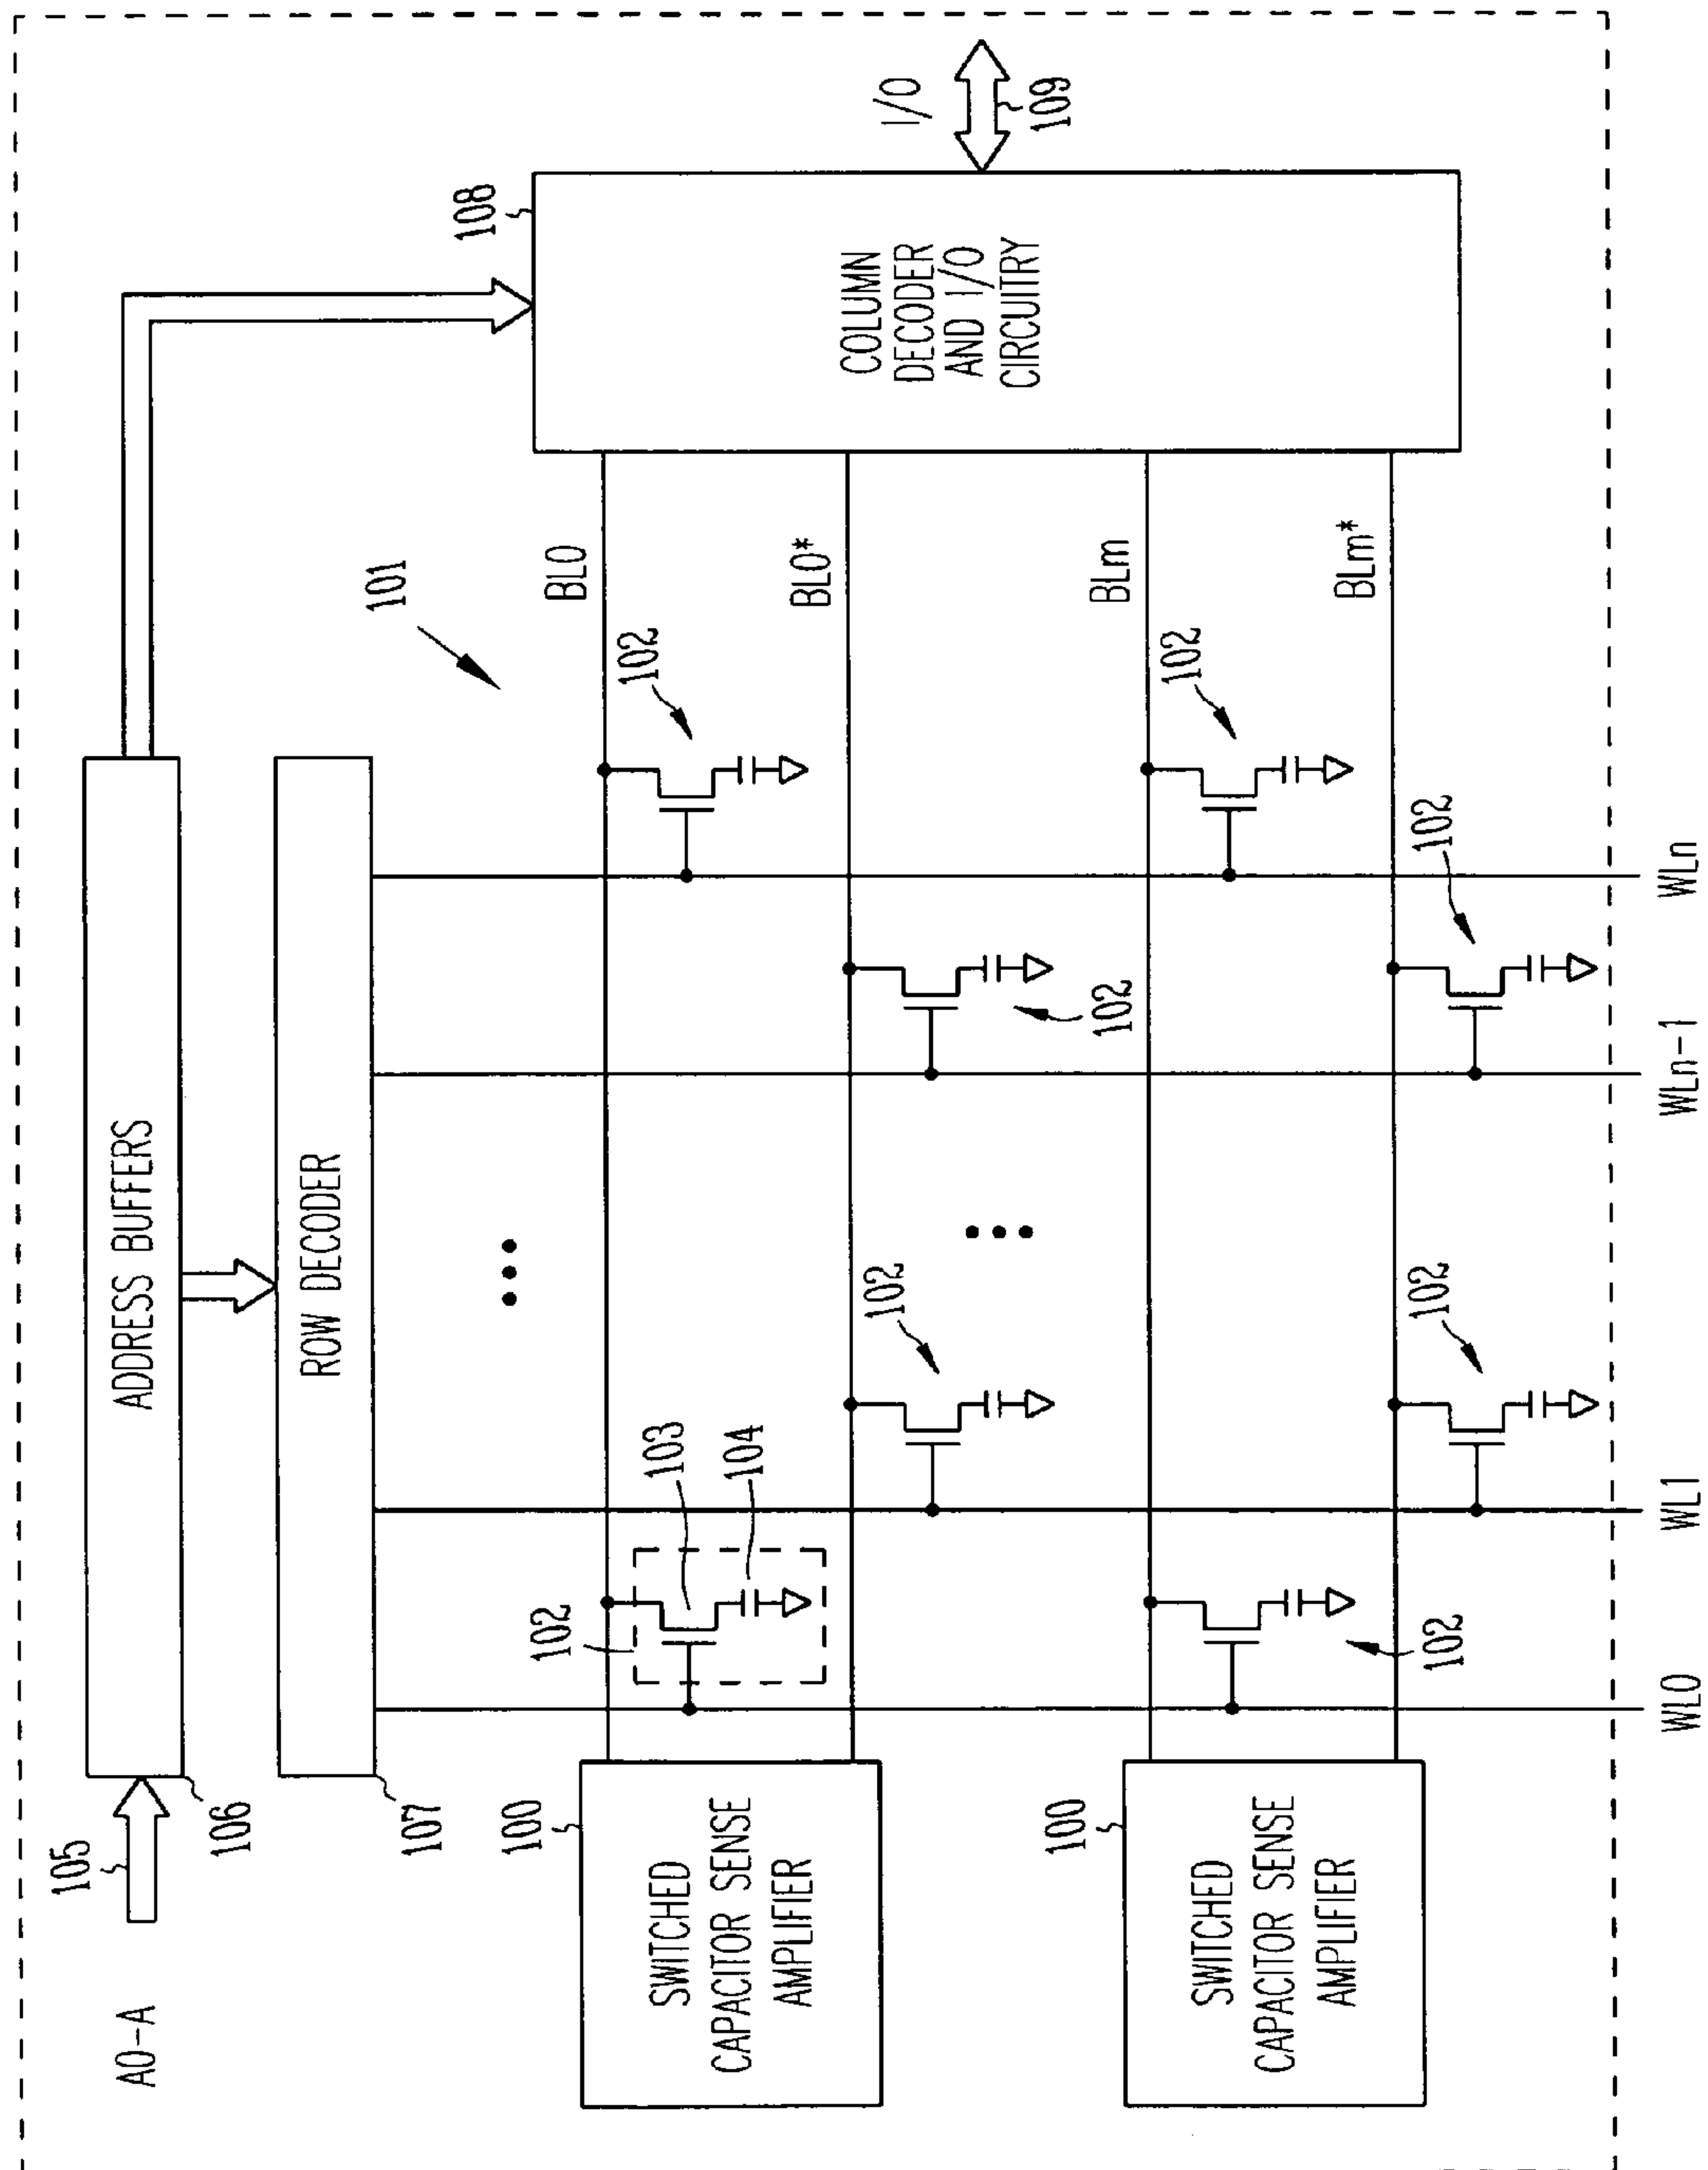 A0-A
105
106
ADDRESS BUFFERS
107
ROW DECODER
101
108
COLUMN
DECODER
AND I/O
CIRCUITRY
I/O
109
100
SWITCHED
CAPACITOR SENSE
AMPLIFIER
102
103
104
BL0
102
102
BL0*
102
100
SWITCHED
CAPACITOR SENSE
AMPLIFIER
102
BLm
102
102
BLm*
102
WL0
WL1
WLn-1
WLn